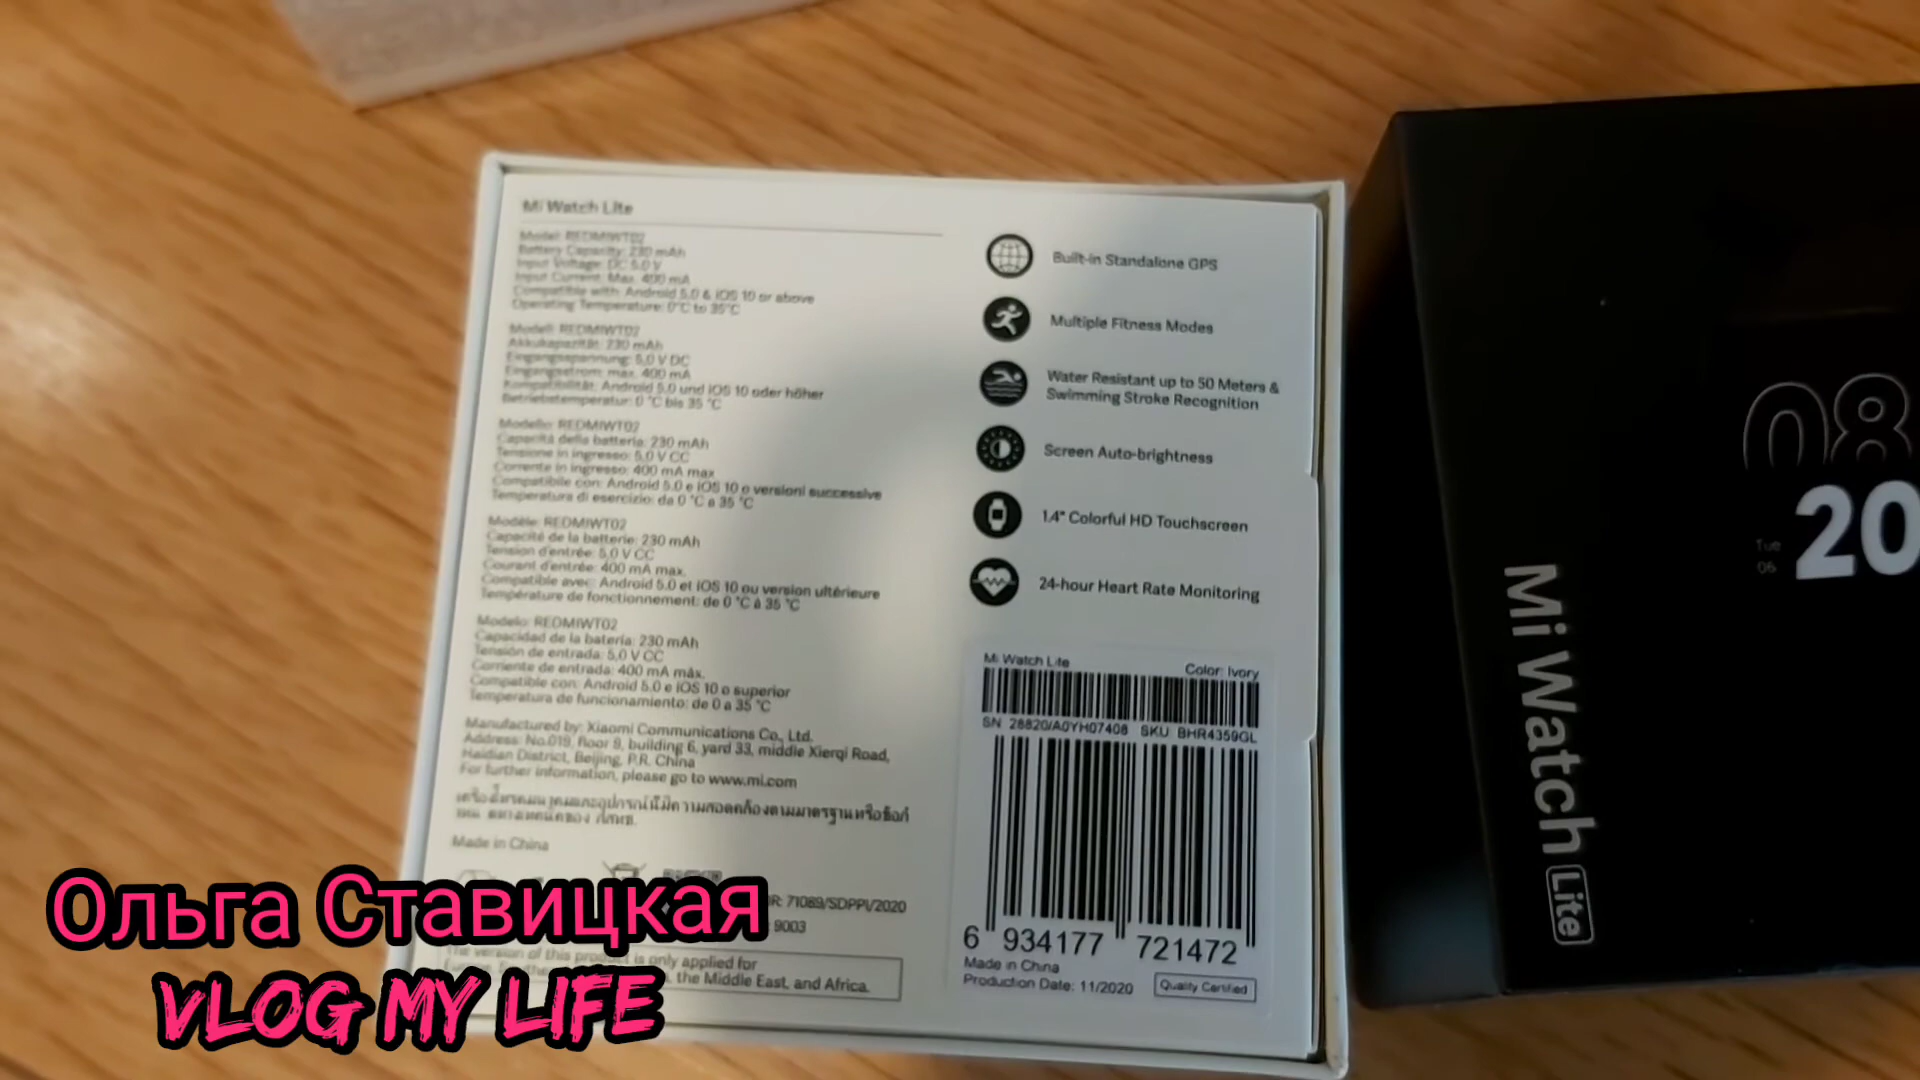 Mi Watch Lite
Model: REDMIWT02
Battery Capacity: 230 mAh
Input Voltage: DC 5.0 V
Input Current: Max. 400 mA
Compatible with: Android 5.0 & iOS 10 or above
Operating Temperature: 0°C to 35°C
Modell: REDMIWT02
Akkukapazität: 230 mAh
Eingangsspannung: 5,0 V DC
Eingangsstrom: max. 400 mA
Kompatibilität: Android 5.0 und iOS 10 oder höher
Betriebstemperatur: 0 °C bis 35 °C
Modello: REDMIWT02
Capacità della batteria: 230 mAh
Tensione in ingresso: 5,0 V CC
Corrente in ingresso: 400 mA max
Compatibile con: Android 5.0 e iOS 10 o versioni successive
Temperatura di esercizio: da 0 °C a 35 °C
Modèle: REDMIWT02
Capacité de la batterie: 230 mAh
Tension d'entrée: 5,0 V CC
Courant d'entrée: 400 mA max.
Compatible avec: Android 5.0 et iOS 10 ou version ultérieure
Température de fonctionnement: de 0 °C à 35 °C
Modelo: REDMIWT02
Capacidad de la batería: 230 mAh
Tensión de entrada: 5,0 V CC
Corriente de entrada: 400 mA máx.
Compatible con: Android 5.0 e iOS 10 o superior
Temperatura de funcionamiento: de 0 a 35 °C
Manufactured by: Xiaomi Communications Co., Ltd.
Address: No.019, floor 9, building 6, yard 33, middle Xierqi Road,
Haidian District, Beijing, P.R. China
For further information, please go to www.mi.com
Made in China
71089/SDPPI/2020
9003
The version of this product is only applied for
the Middle East, and Africa.
Built-in Standalone GPS
Multiple Fitness Modes
Water Resistant up to 50 Meters &
Swimming Stroke Recognition
Screen Auto-brightness
1.4" Colorful HD Touchscreen
24-hour Heart Rate Monitoring
Mi Watch Lite Color: Ivory
SN: 28820/A0YH07408 SKU: BHR4359GL
6 934177 721472
Made in China
Production Date: 11/2020 Quality Certified
08
Tue 20
06
Mi Watch Lite
Ольга Ставицкая
VLOG MY LIFE